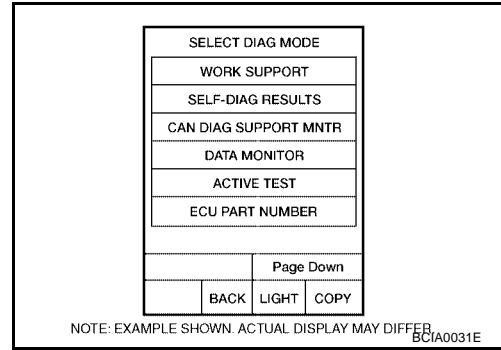 SELECT DIAG MODE
WORK SUPPORT
SELF-DIAG RESULTS
CAN DIAG SUPPORT MNTR
DATA MONITOR
ACTIVE TEST
ECU PART NUMBER
Page Down
BACK LIGHT COPY
NOTE: EXAMPLE SHOWN. ACTUAL DISPLAY MAY DIFFER.
BCIA0031E